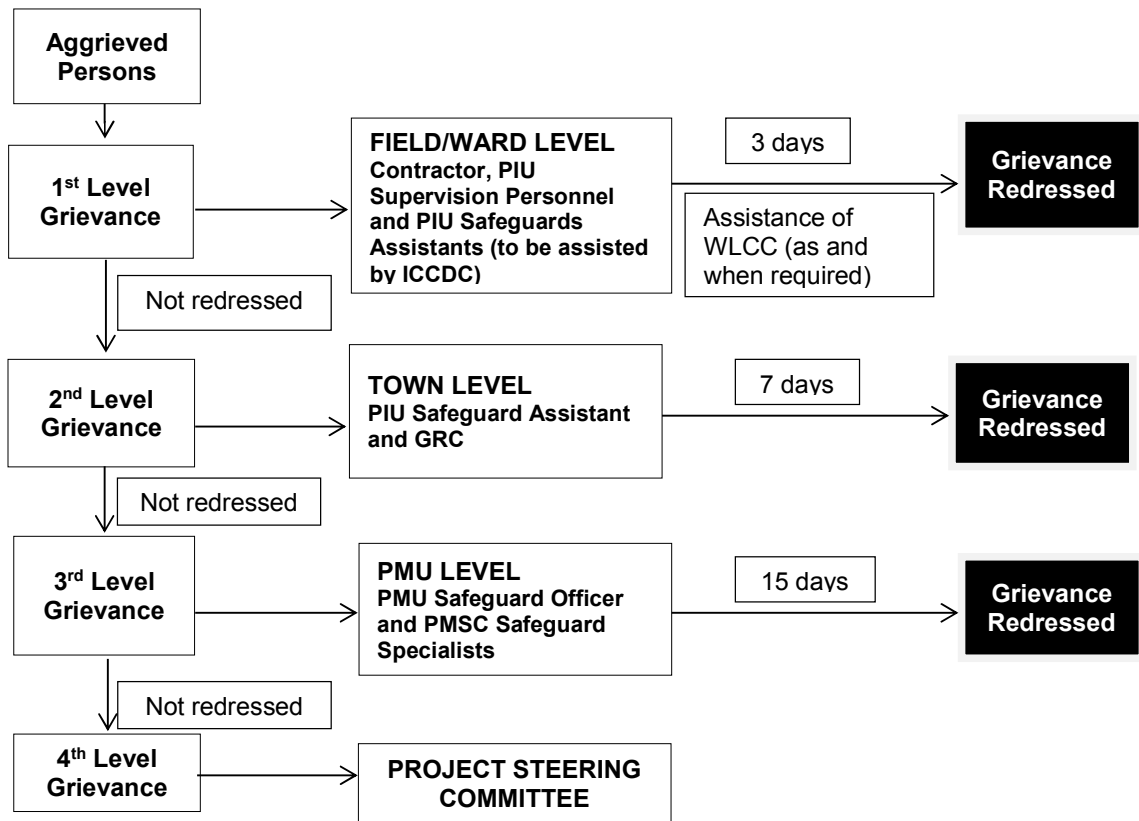 Aggrieved
Persons
1st Level
Grievance
FIELD/WARD LEVEL
Contractor, PIU
Supervision Personnel
and PIU Safeguards
Assistants (to be assisted
by ICCDC)
3 days
Assistance of
WLCC (as and
when required)
Grievance
Redressed
Not redressed
2nd Level
Grievance
TOWN LEVEL
PIU Safeguard Assistant
and GRC
7 days
Grievance
Redressed
Not redressed
3rd Level
Grievance
PMU LEVEL
PMU Safeguard Officer
and PMSC Safeguard
Specialists
15 days
Grievance
Redressed
Not redressed
4th Level
Grievance
PROJECT STEERING
COMMITTEE